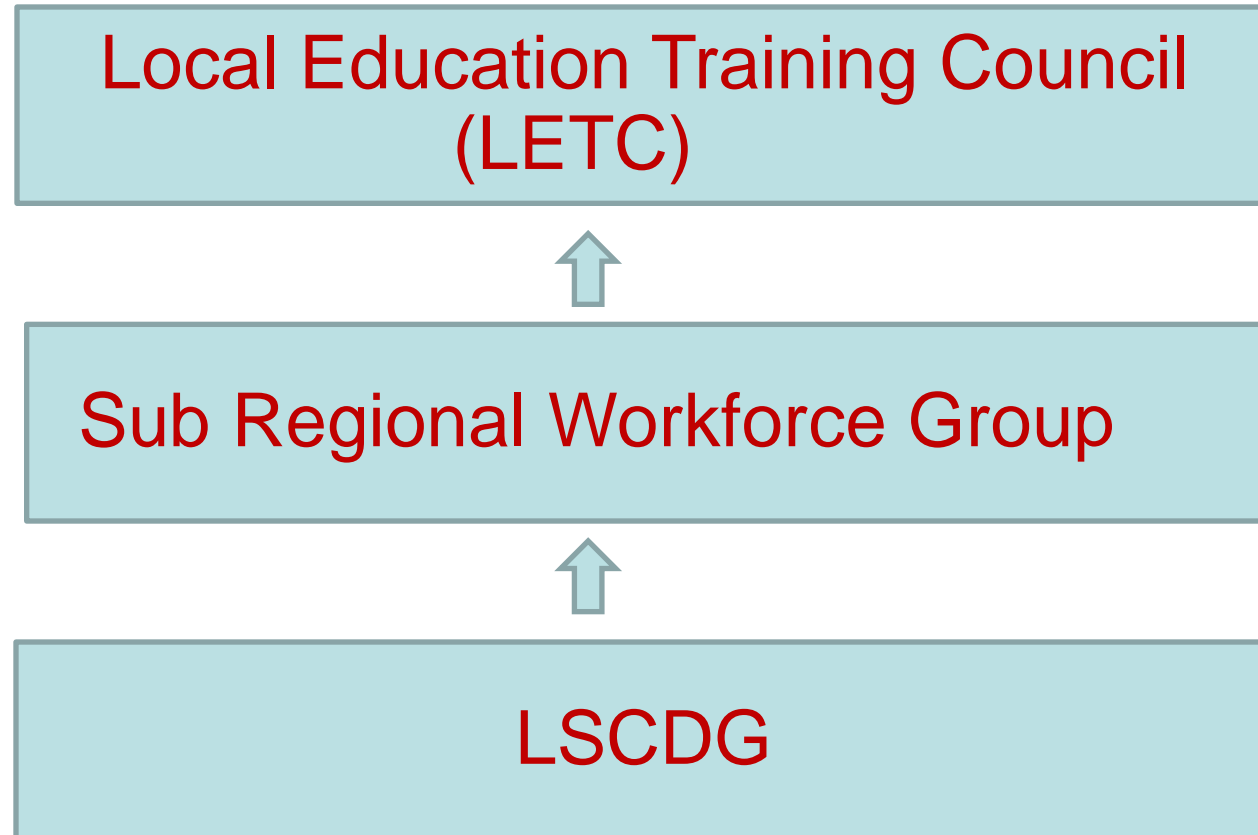 Local Education Training Council
(LETC)
Sub Regional Workforce Group
LSCDG